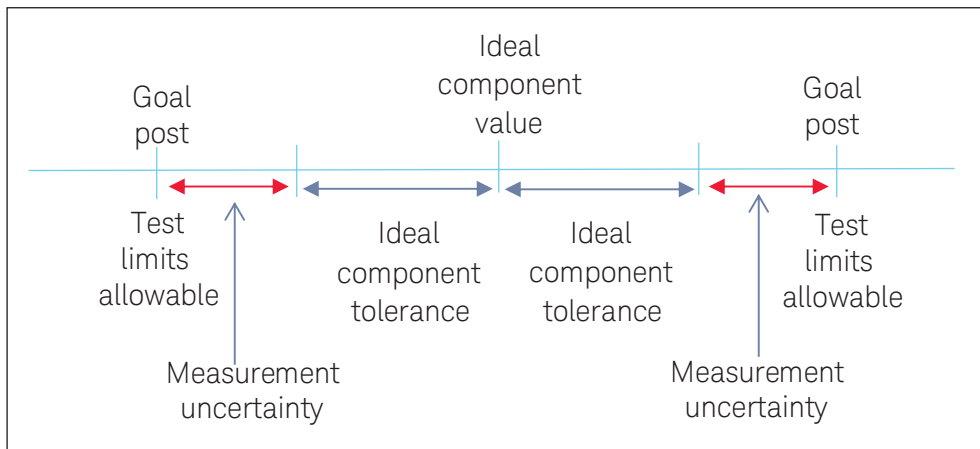 Ideal
component
value
Goal
post
Goal
post
Test
limits
allowable
Ideal
component
tolerance
Ideal
component
tolerance
Test
limits
allowable
Measurement
uncertainty
Measurement
uncertainty